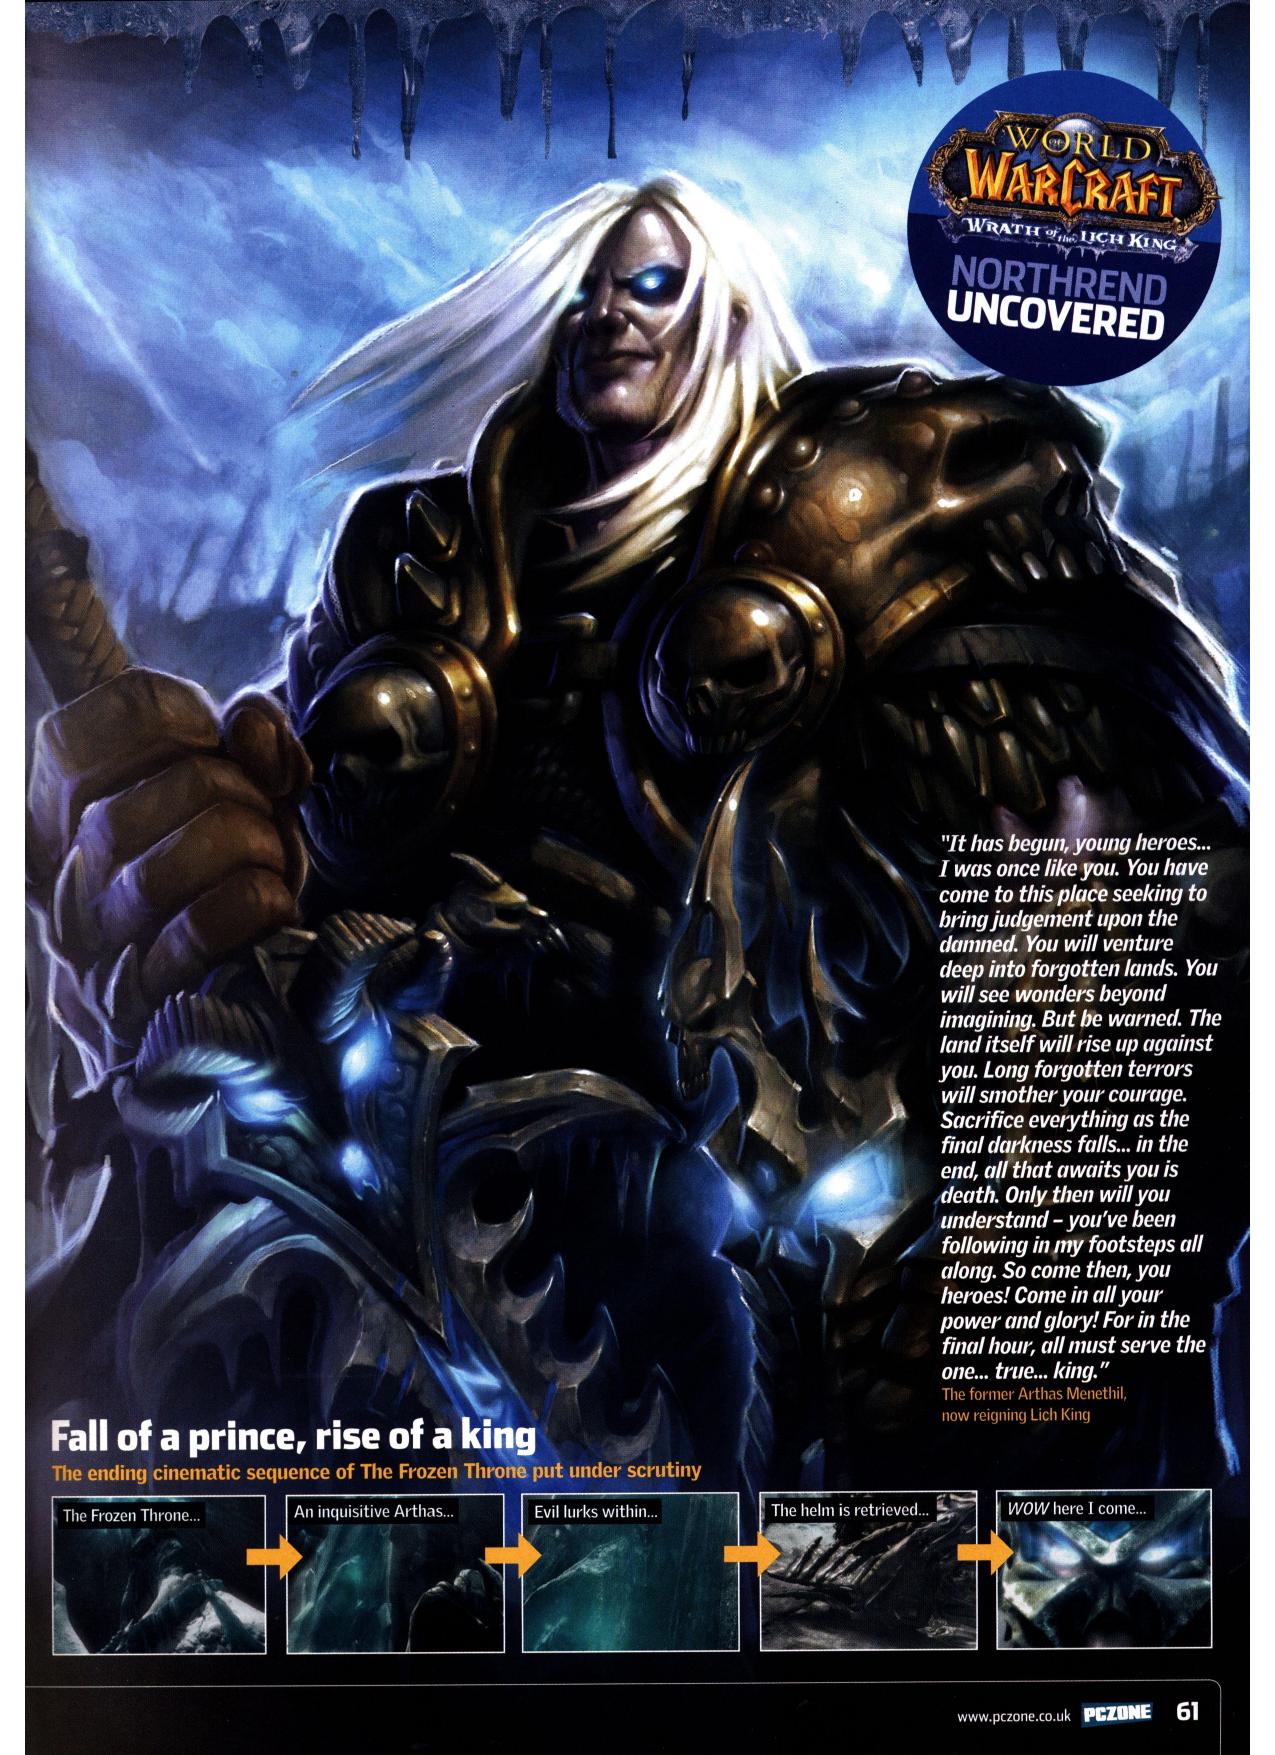 WORLD
OF
WARCRAFT
WRATH of the LICH KING
NORTHREND
UNCOVERED
"It has begun, young heroes...
I was once like you. You have
come to this place seeking to
bring judgement upon the
damned. You will venture
deep into forgotten lands. You
will see wonders beyond
imagining. But be warned. The
land itself will rise up against
you. Long forgotten terrors
will smother your courage.
Sacrifice everything as the
final darkness falls... in the
end, all that awaits you is
death. Only then will you
understand – you've been
following in my footsteps all
along. So come then, you
heroes! Come in all your
power and glory! For in the
final hour, all must serve the
one... true... king."
The former Arthas Menethil,
now reigning Lich King
Fall of a prince, rise of a king
The ending cinematic sequence of The Frozen Throne put under scrutiny
The Frozen Throne...
An inquisitive Arthas...
Evil lurks within...
The helm is retrieved...
WOW here I come...
www.pczone.co.uk PCZONE 61